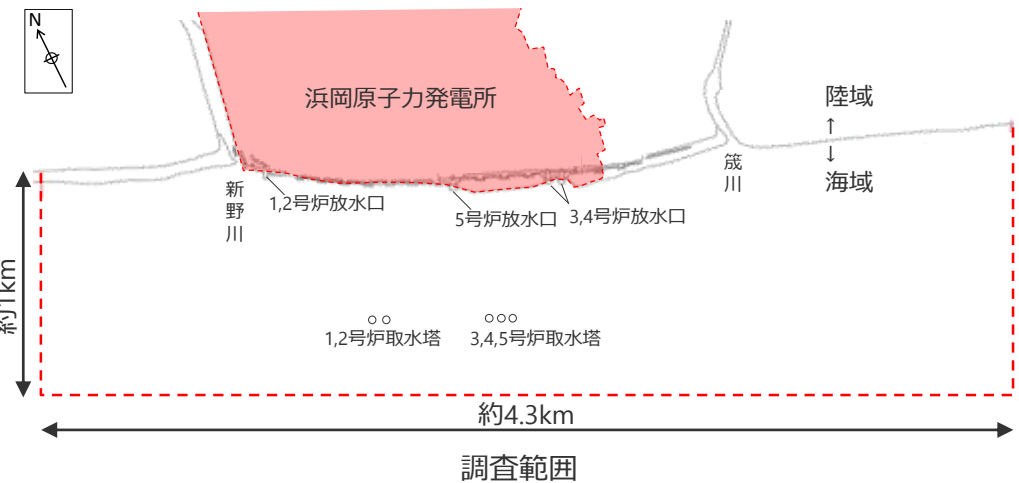 N
浜岡原子力発電所
陸域
↑
↓
海域
筬川
新野川
1,2号炉放水口
5号炉放水口
3,4号炉放水口
約1km
1,2号炉取水塔
3,4,5号炉取水塔
約4.3km
調査範囲